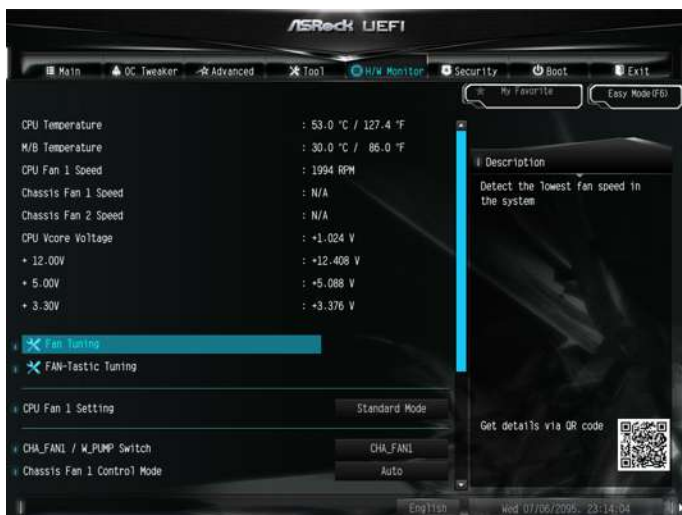 ASRock UEFI
Main OC Tweaker Advanced Tool H/W Monitor Security Boot Exit
My Favorite Easy Mode(F6)
CPU Temperature : 53.0 °C / 127.4 °F
M/B Temperature : 30.0 °C / 86.0 °F
CPU Fan 1 Speed : 1994 RPM
Chassis Fan 1 Speed : N/A
Chassis Fan 2 Speed : N/A
CPU Vcore Voltage : +1.024 V
+ 12.00V : +12.408 V
+ 5.00V : +5.088 V
+ 3.30V : +3.376 V
Fan Tuning
FAN-Tastic Tuning
CPU Fan 1 Setting Standard Mode
CHA_FAN1 / W_PUMP Switch CHA_FAN1
Chassis Fan 1 Control Mode Auto
Description
Detect the lowest fan speed in
the system
Get details via QR code
English Wed 07/06/2095. 23:14:04